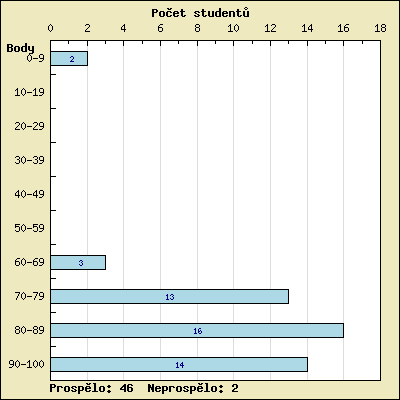 Počet studentů
0 2 4 6 8 10 12 14 16 18
Body
0-9 2
10-19
20-29
30-39
40-49
50-59
60-69 3
70-79 13
80-89 16
90-100 14
Prospělo: 46 Neprospělo: 2